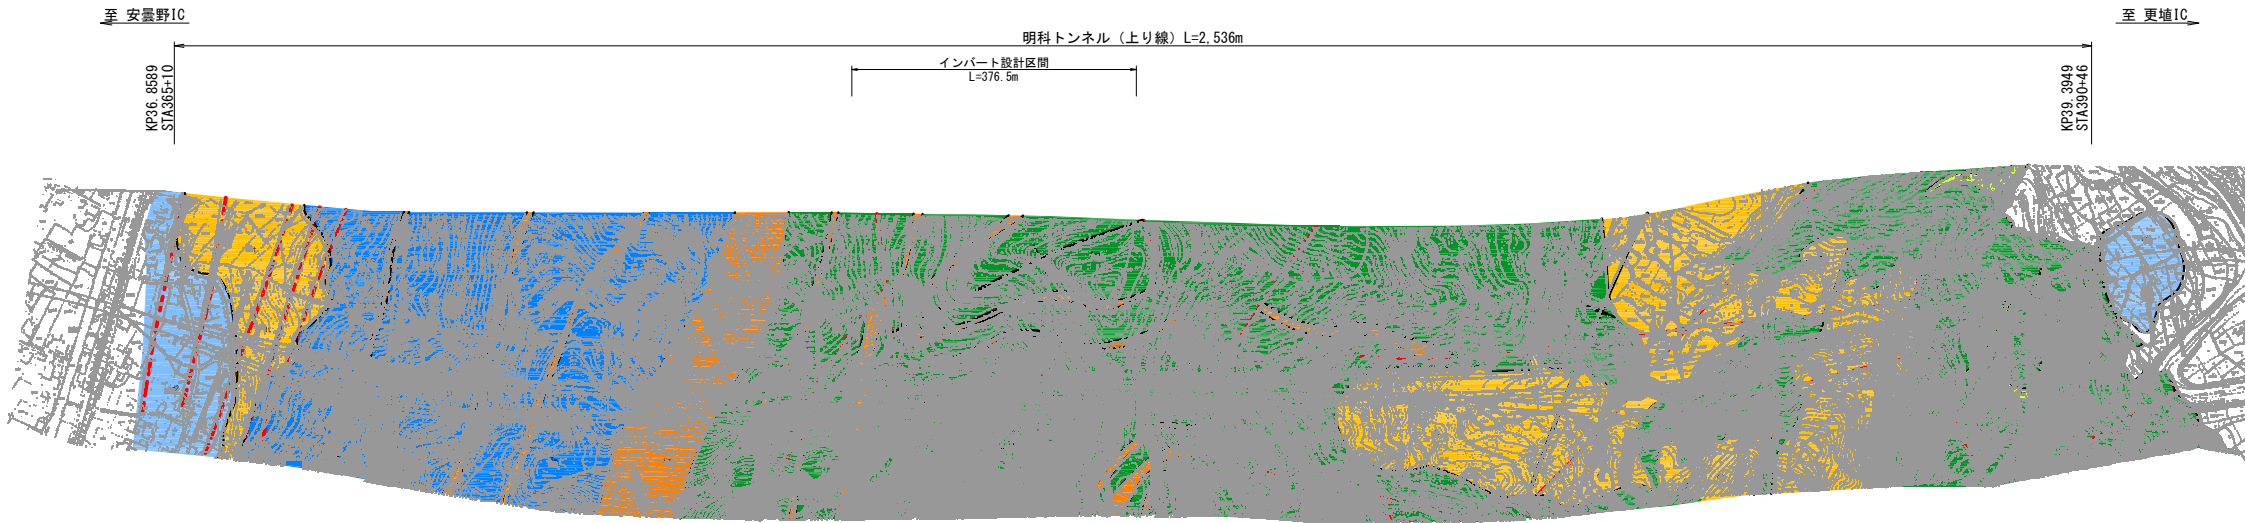 至 安曇野IC
至 更埴IC
明科トンネル（上り線）L=2,536m
インバート設計区間
L=376.5m
KP36.8589
STA365+10
KP39.3949
STA390+46